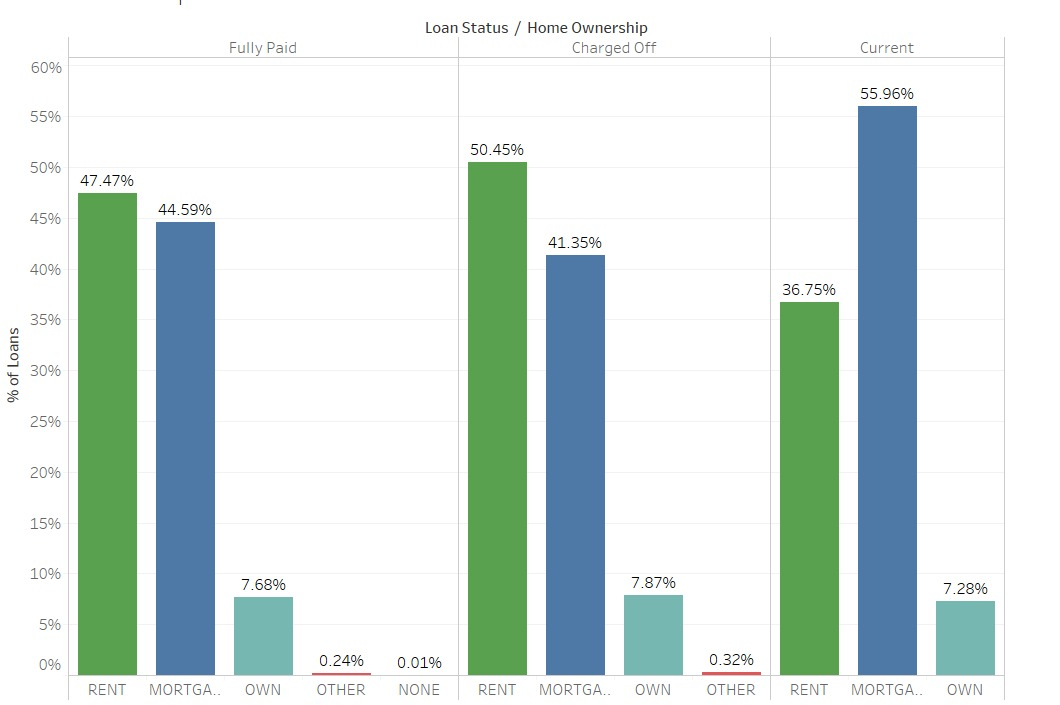 Loan Status / Home Ownership
Fully Paid Charged Off Current
% of Loans
60%
55%
50%
45%
40%
35%
30%
25%
20%
15%
10%
5%
0%
47.47% 44.59% 7.68% 0.24% 0.01% 50.45% 41.35% 7.87% 0.32% 36.75% 55.96% 7.28%
RENT MORTGA.. OWN OTHER NONE RENT MORTGA.. OWN OTHER RENT MORTGA.. OWN